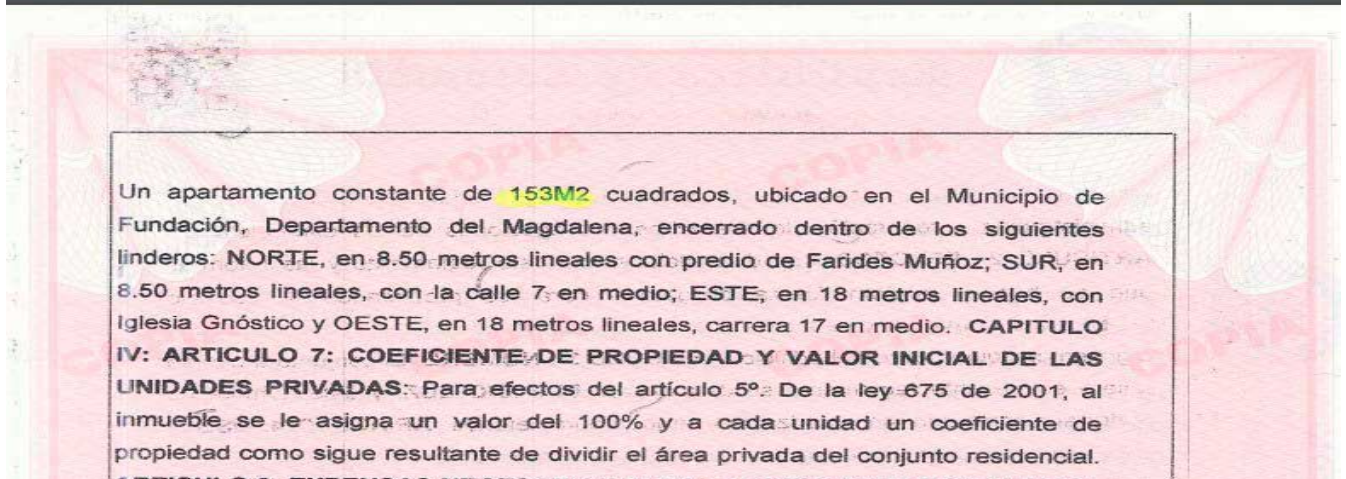 COPIA COPIA
Un apartamento constante de 153M2 cuadrados, ubicado en el Municipio de
Fundación, Departamento del Magdalena, encerrado dentro de los siguientes
linderos: NORTE, en 8.50 metros lineales con predio de Farides Muñoz; SUR, en
8.50 metros lineales, con la calle 7 en medio; ESTE, en 18 metros lineales, con
Iglesia Gnóstico y OESTE, en 18 metros lineales, carrera 17 en medio. CAPITULO
IV: ARTICULO 7: COEFICIENTE DE PROPIEDAD Y VALOR INICIAL DE LAS
UNIDADES PRIVADAS: Para efectos del artículo 5º. De la ley 675 de 2001, al
inmueble se le asigna un valor del 100% y a cada unidad un coeficiente de
propiedad como sigue resultante de dividir el área privada del conjunto residencial.